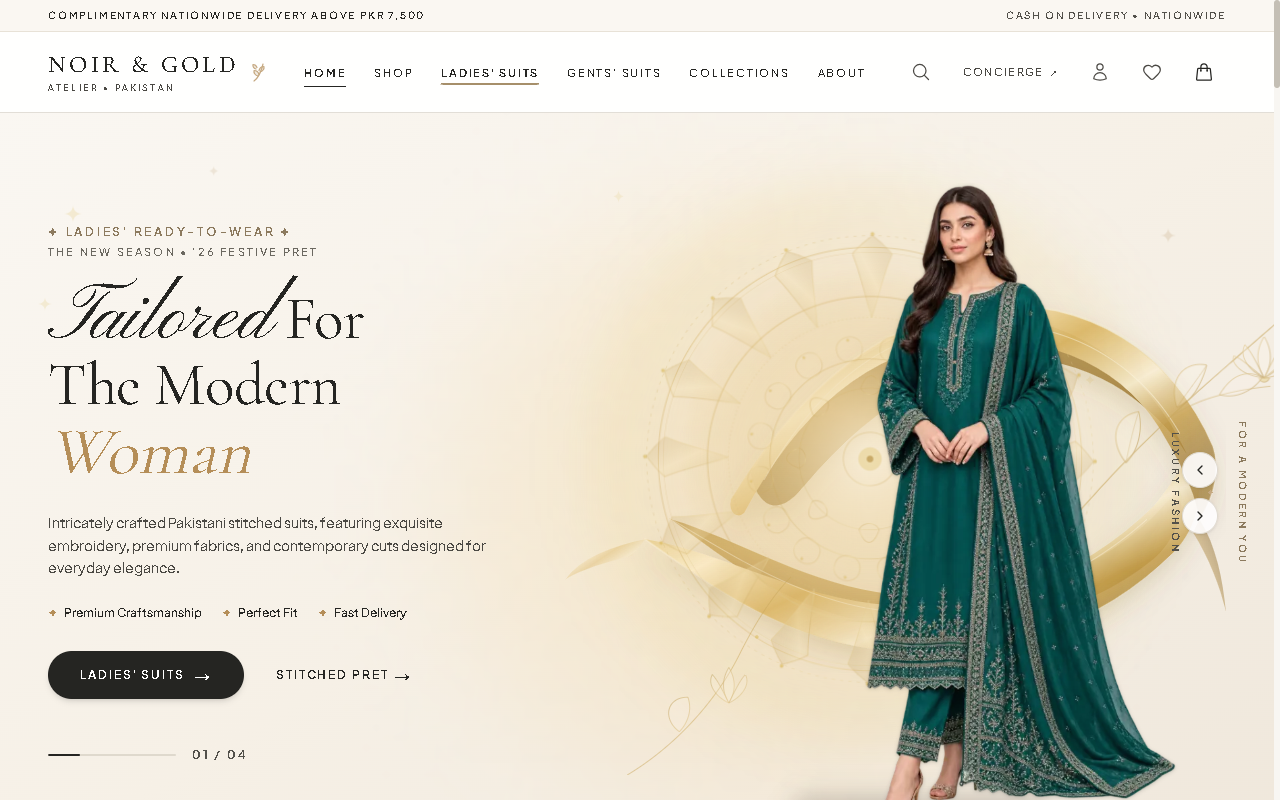 COMPLIMENTARY NATIONWIDE DELIVERY ABOVE PKR 7,500
CASH ON DELIVERY • NATIONWIDE
NOIR & GOLD
ATELIER • PAKISTAN
HOME
SHOP
LADIES' SUITS
GENTS' SUITS
COLLECTIONS
ABOUT
CONCIERGE ↗
✦ LADIES' READY-TO-WEAR ✦
THE NEW SEASON • '26 FESTIVE PRET
Tailored For
The Modern
Woman
Intricately crafted Pakistani stitched suits, featuring exquisite
embroidery, premium fabrics, and contemporary cuts designed for
everyday elegance.
✦ Premium Craftsmanship ✦ Perfect Fit ✦ Fast Delivery
LADIES' SUITS →
STITCHED PRET →
01 / 04
LUXURY FASHION
FOR A MODERN YOU